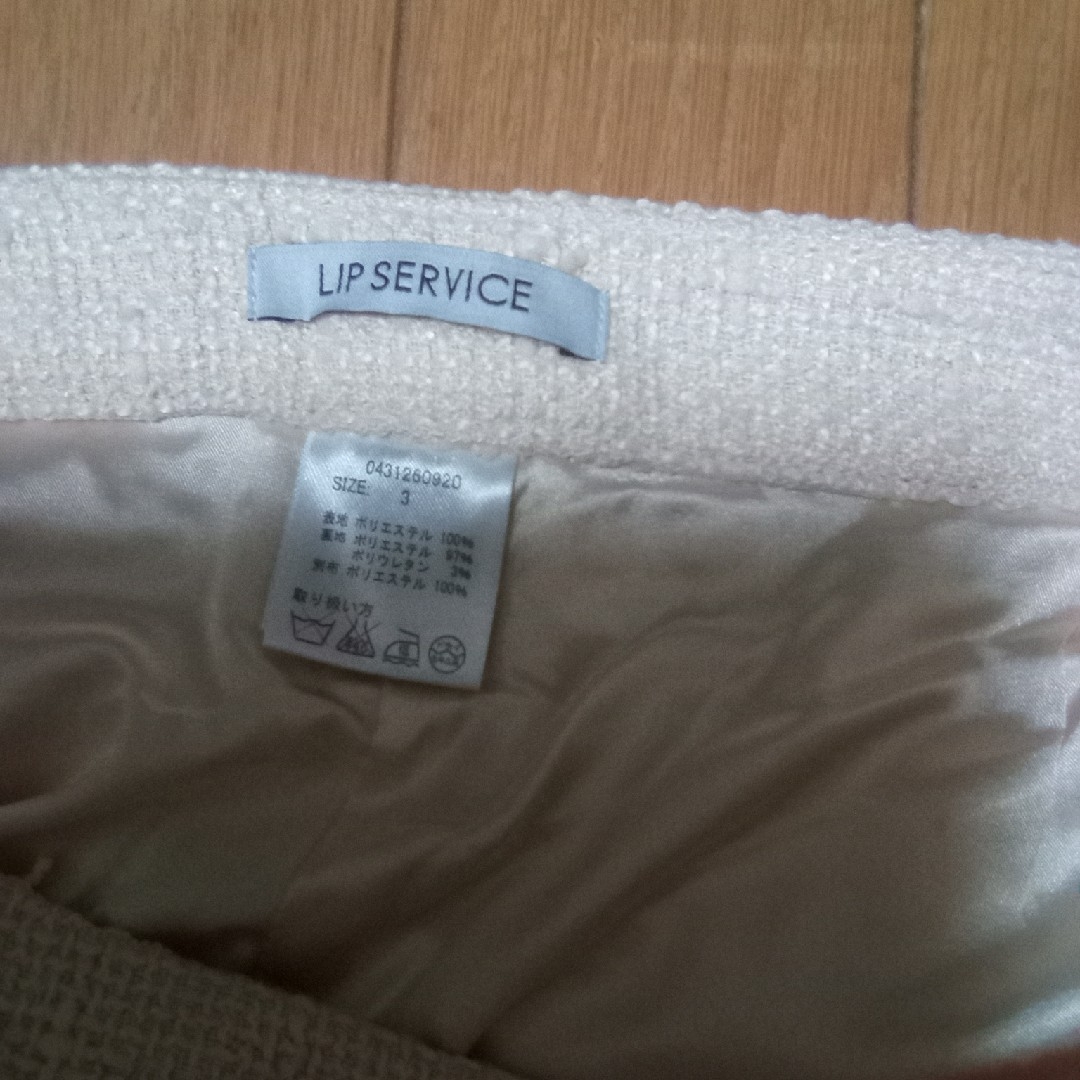 LIP SERVICE
0431260920
SIZE: 3
表地 ポリエステル 100%
裏地 ポリエステル 97%
ポリウレタン 3%
別布 ポリエステル 100%
取り扱い方